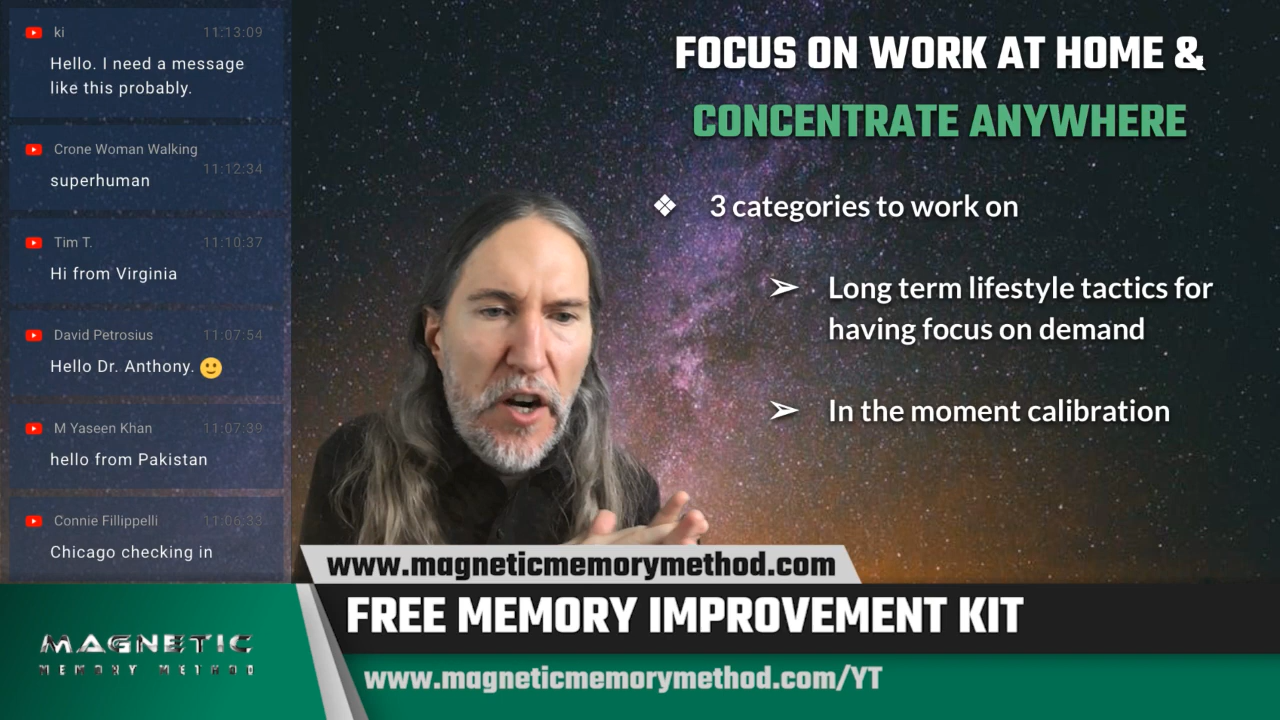 ki 11:13:09
Hello. I need a message
like this probably.
Crone Woman Walking
11:12:34
superhuman
Tim T. 11:10:37
Hi from Virginia
David Petrosius 11:07:54
Hello Dr. Anthony. 🙂
M Yaseen Khan 11:07:39
hello from Pakistan
Connie Fillippelli 11:06:33
Chicago checking in
FOCUS ON WORK AT HOME &
CONCENTRATE ANYWHERE
❖ 3 categories to work on
➢ Long term lifestyle tactics for
having focus on demand
➢ In the moment calibration
www.magneticmemorymethod.com
FREE MEMORY IMPROVEMENT KIT
www.magneticmemorymethod.com/YT
MAGNETIC
MEMORY METHOD